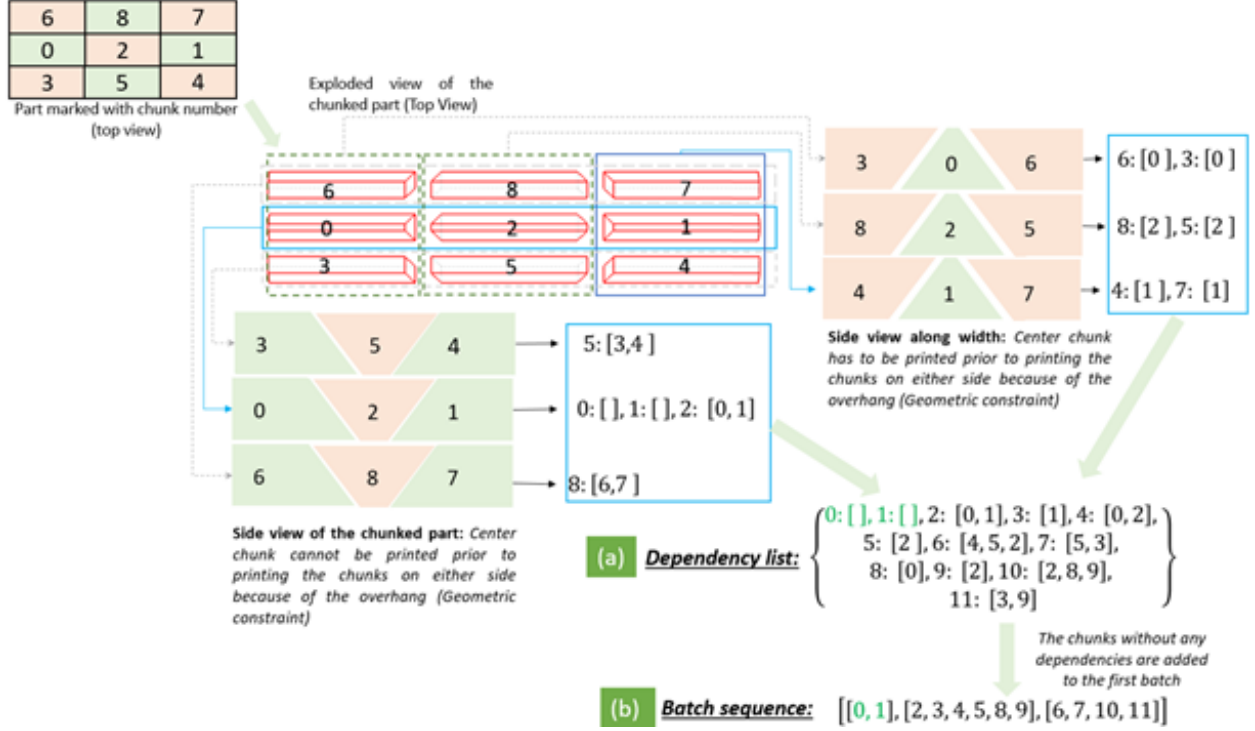 6 8 7
0 2 1
3 5 4
Part marked with chunk number
(top view)
Exploded view of the
chunked part (Top View)
6 8 7
0 2 1
3 5 4
3 0 6
8 2 5
4 1 7
6: [0 ], 3: [0 ]
8: [2 ], 5: [2 ]
4: [1 ], 7: [1]
Side view along width: Center chunk
has to be printed prior to printing the
chunks on either side because of the
overhang (Geometric constraint)
3 5 4
0 2 1
6 8 7
5: [3,4 ]
0: [ ], 1: [ ], 2: [0, 1]
8: [6,7 ]
Side view of the chunked part: Center
chunk cannot be printed prior to
printing the chunks on either side
because of the overhang (Geometric
constraint)
(a) Dependency list:
0: [ ], 1: [ ], 2: [0, 1], 3: [1], 4: [0, 2],
5: [2 ], 6: [4, 5, 2], 7: [5, 3],
8: [0], 9: [2], 10: [2, 8, 9],
11: [3, 9]
The chunks without any
dependencies are added
to the first batch
(b) Batch sequence: [[0, 1], [2, 3, 4, 5, 8, 9], [6, 7, 10, 11]]